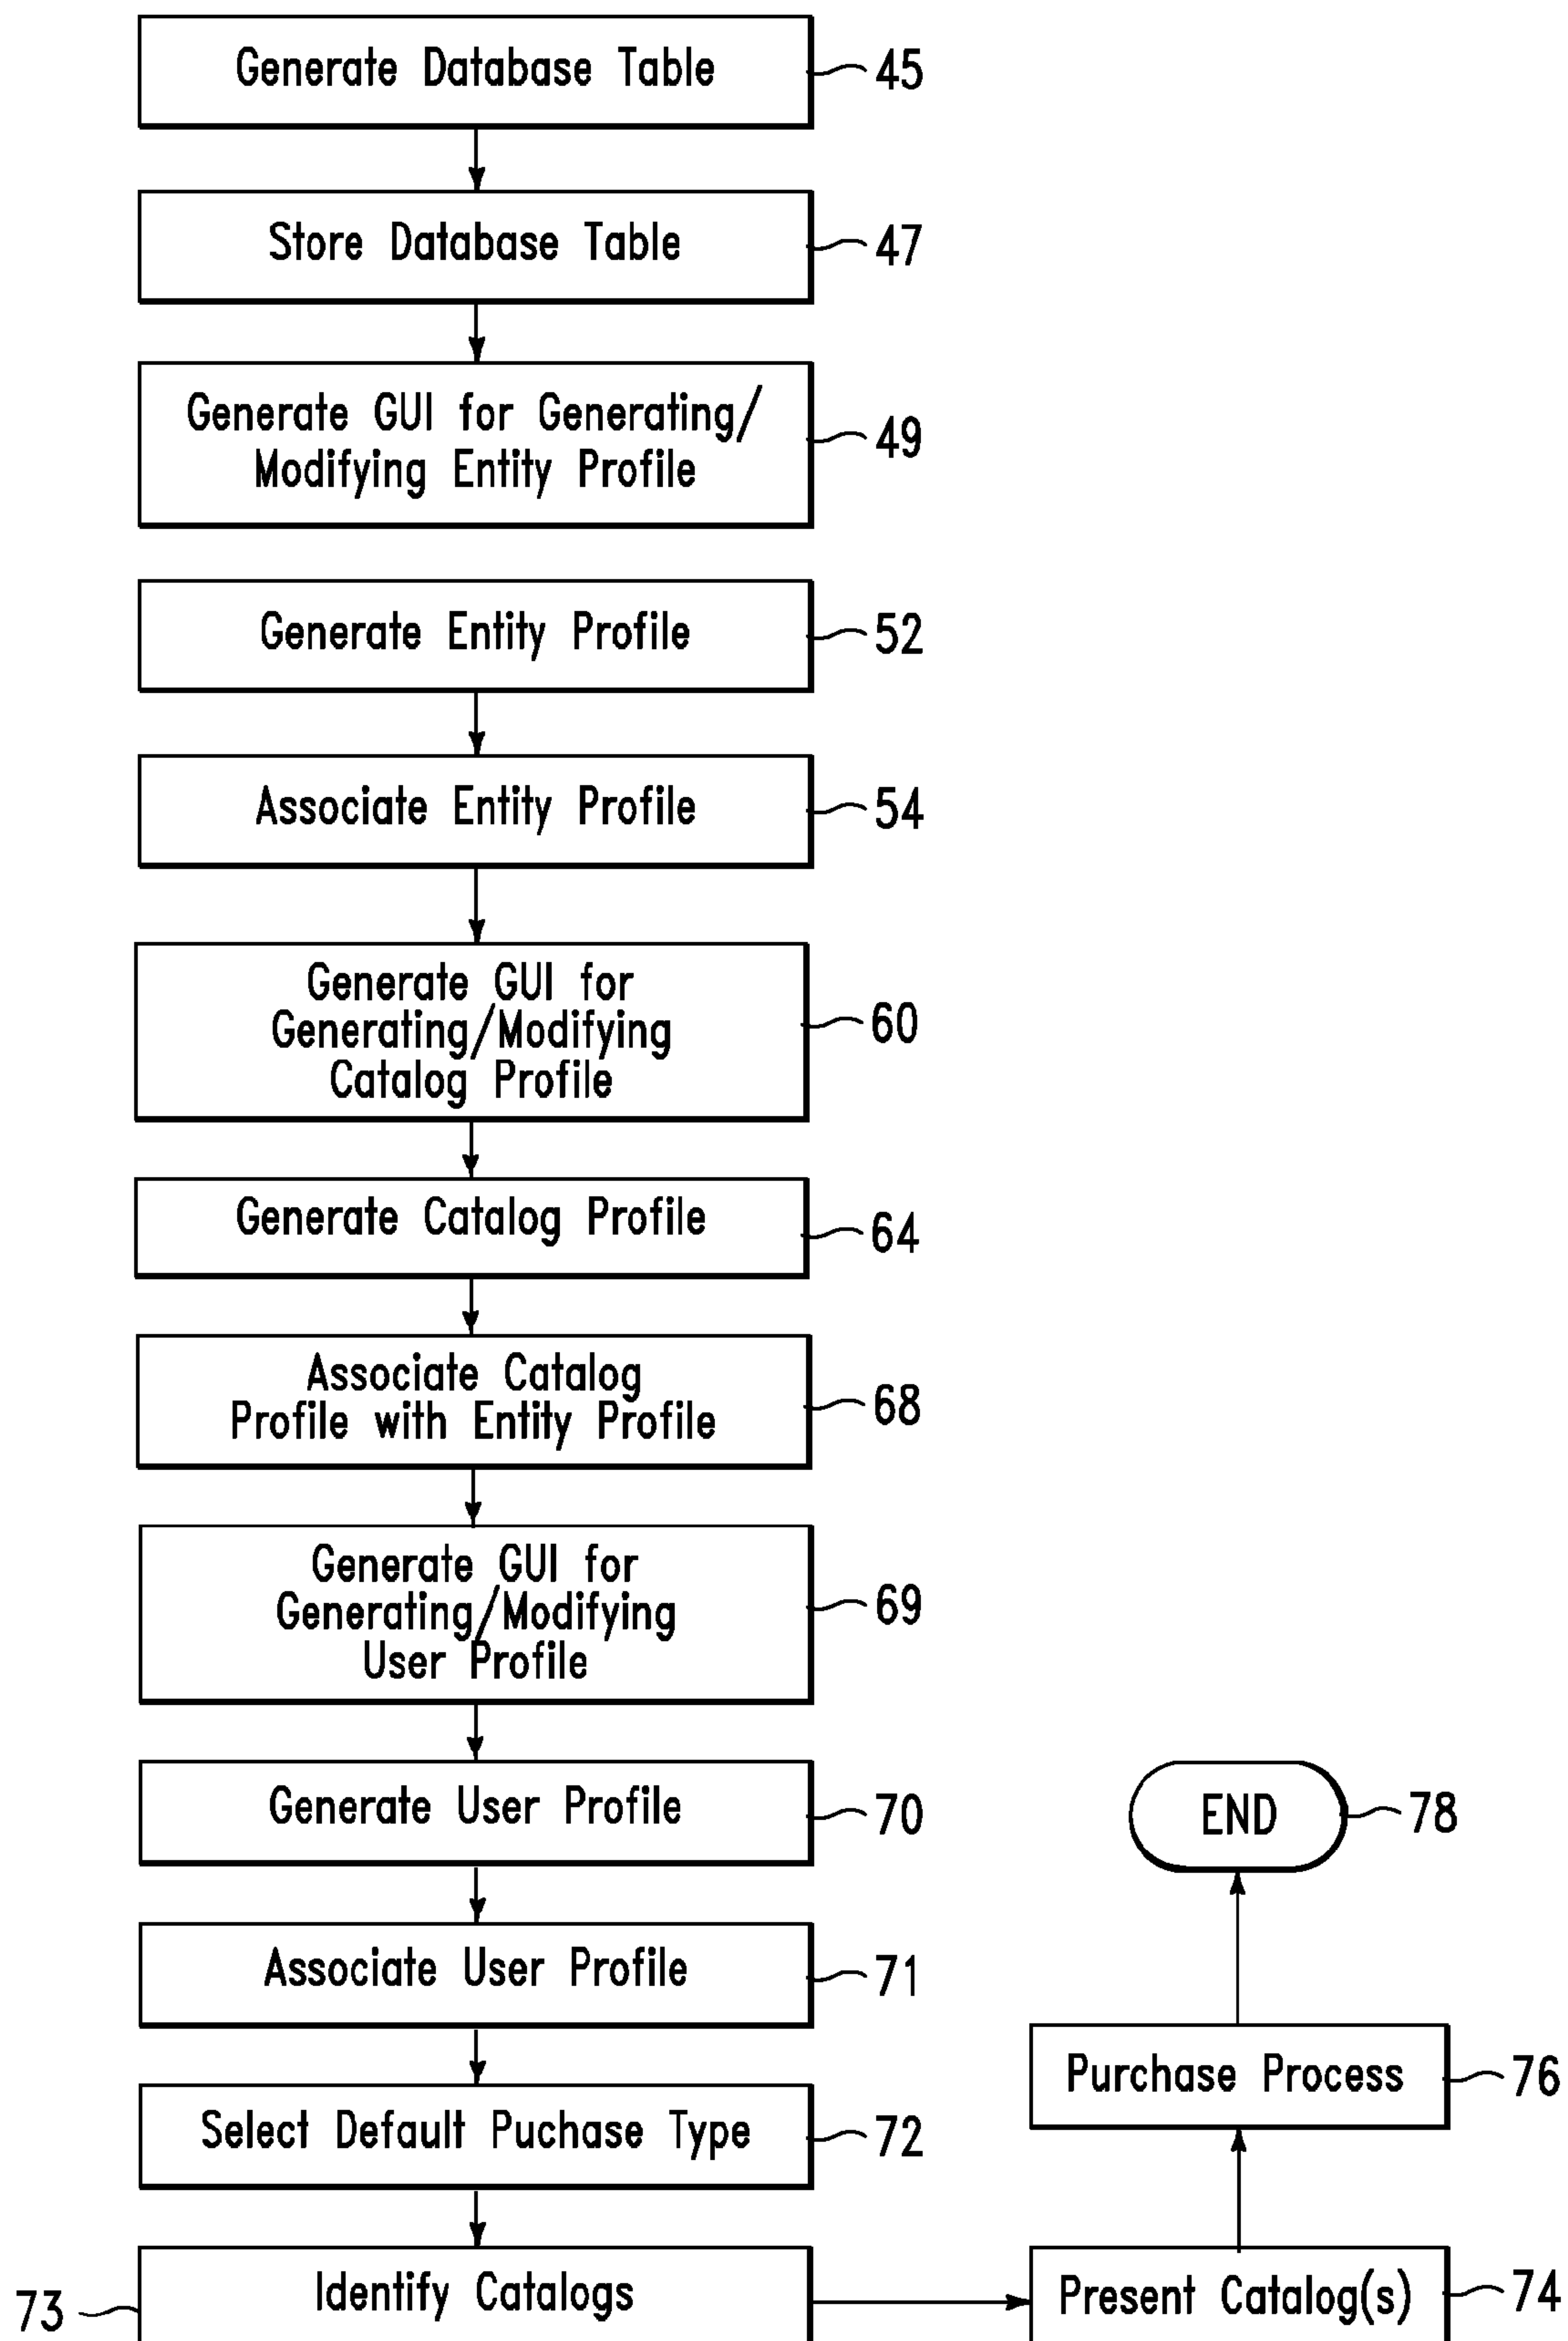 Generate Database Table
45
Store Database Table
47
Generate GUI for Generating/
Modifying Entity Profile
49
Generate Entity Profile
52
Associate Entity Profile
54
Generate GUI for
Generating/Modifying
Catalog Profile
60
Generate Catalog Profile
64
Associate Catalog
Profile with Entity Profile
68
Generate GUI for
Generating/Modifying
User Profile
69
Generate User Profile
70
Associate User Profile
71
Select Default Puchase Type
72
Identify Catalogs
73
Present Catalog(s)
74
Purchase Process
76
END
78